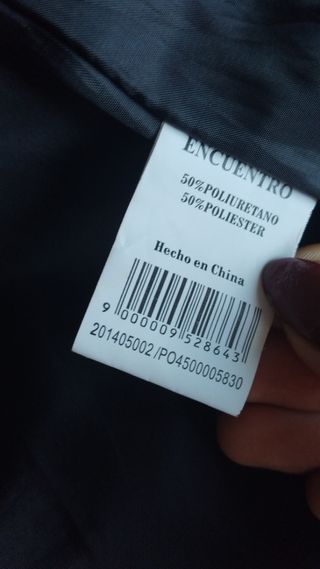 ENCUENTRO
50%POLIURETANO
50%POLIESTER
Hecho en China
9 000009 528643
201405002/PO4500005830